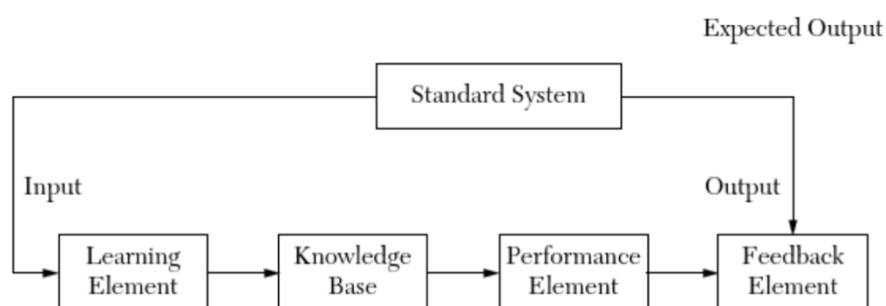 Expected Output
Standard System
Input
Output
Learning
Element
Knowledge
Base
Performance
Element
Feedback
Element